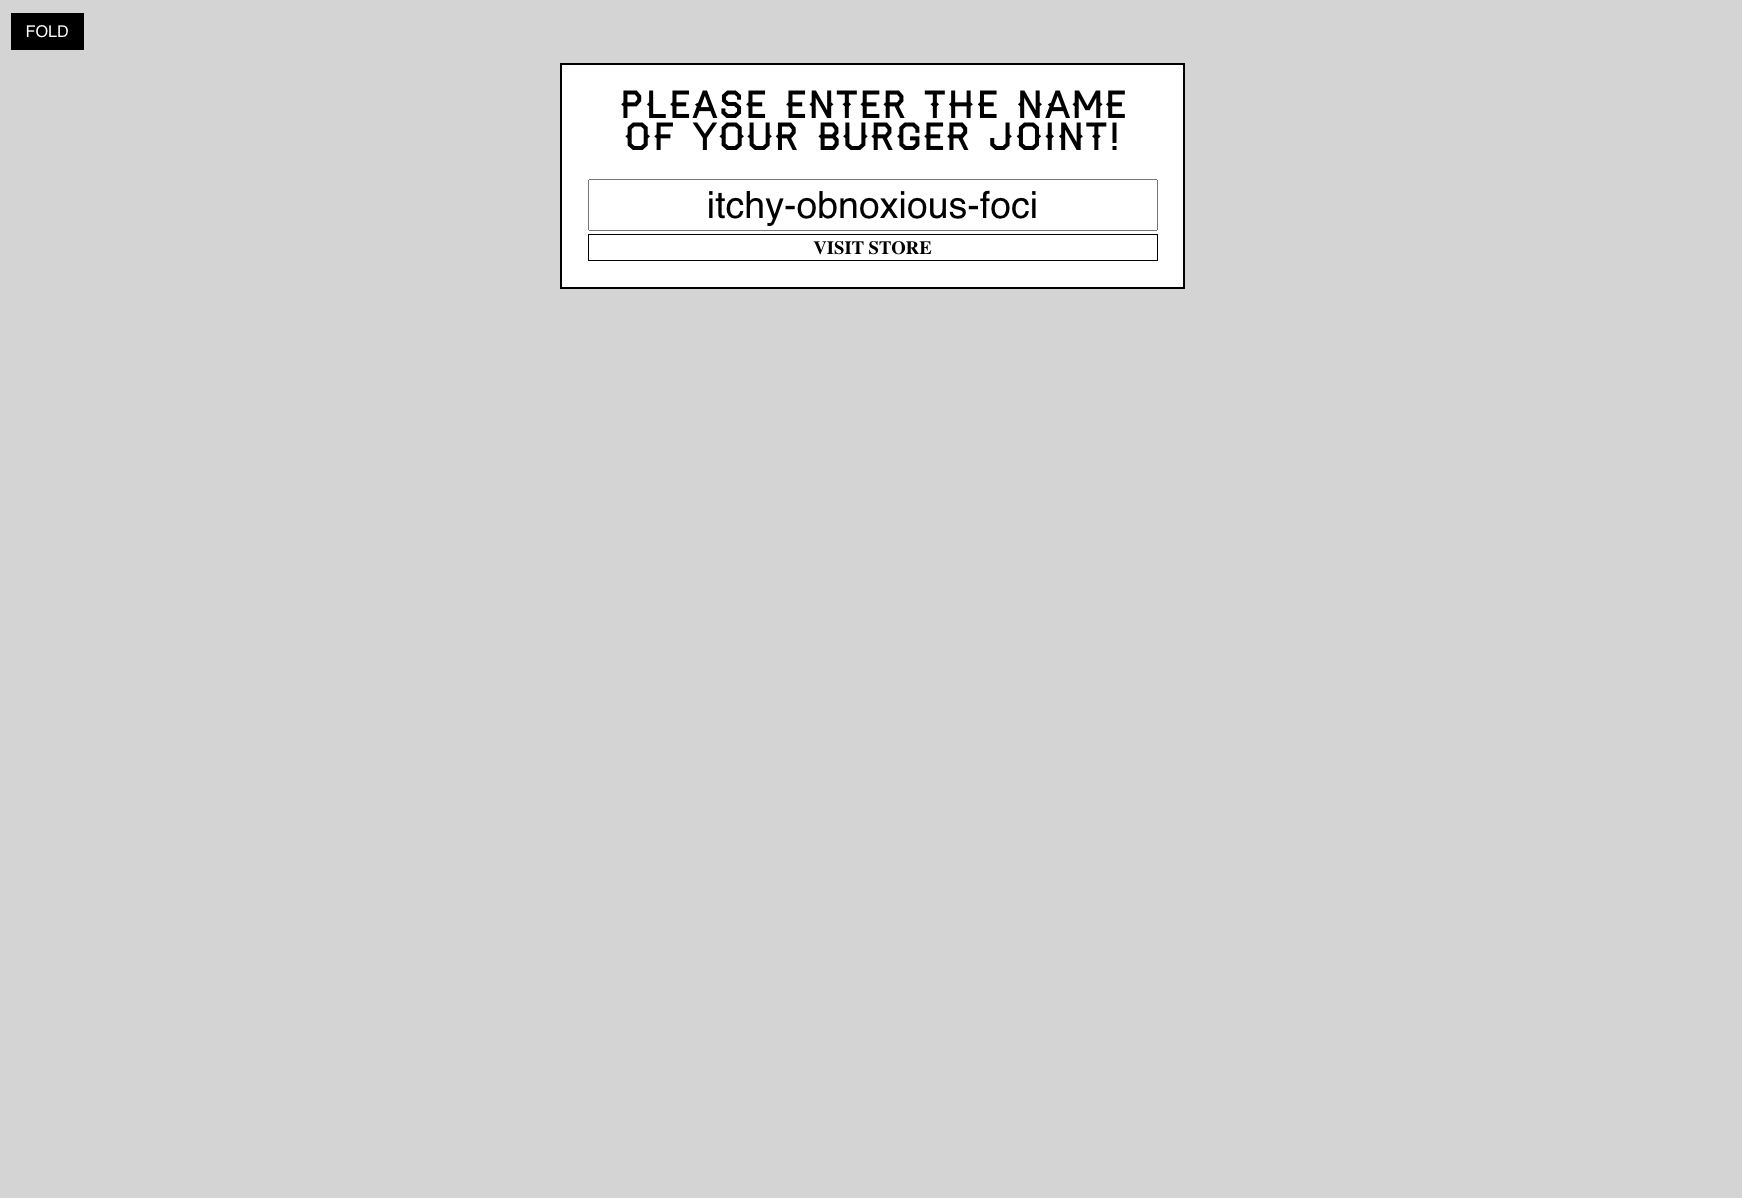 FOLD
PLEASE ENTER THE NAME
OF YOUR BURGER JOINT!
itchy-obnoxious-foci
VISIT STORE